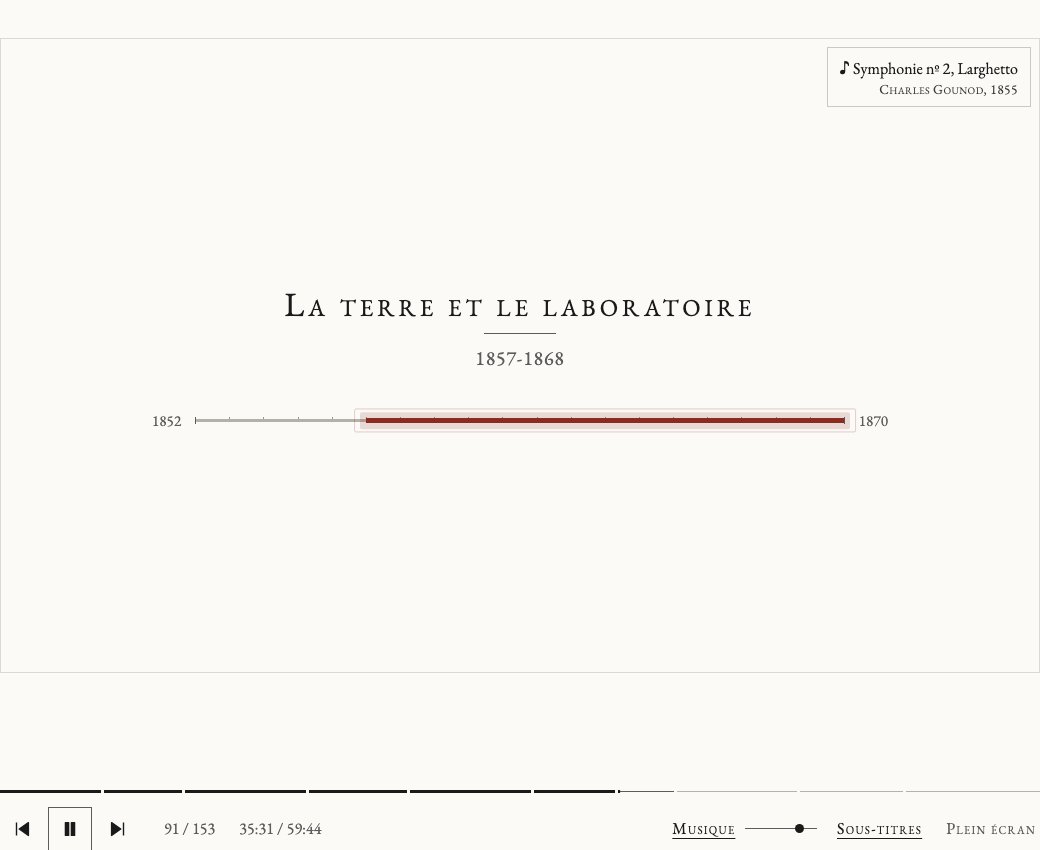 ♪ Symphonie nº 2, Larghetto
Charles Gounod, 1855
La terre et le laboratoire
1857-1868
1852
1870
91 / 153
35:31 / 59:44
Musique
Sous-titres
Plein écran